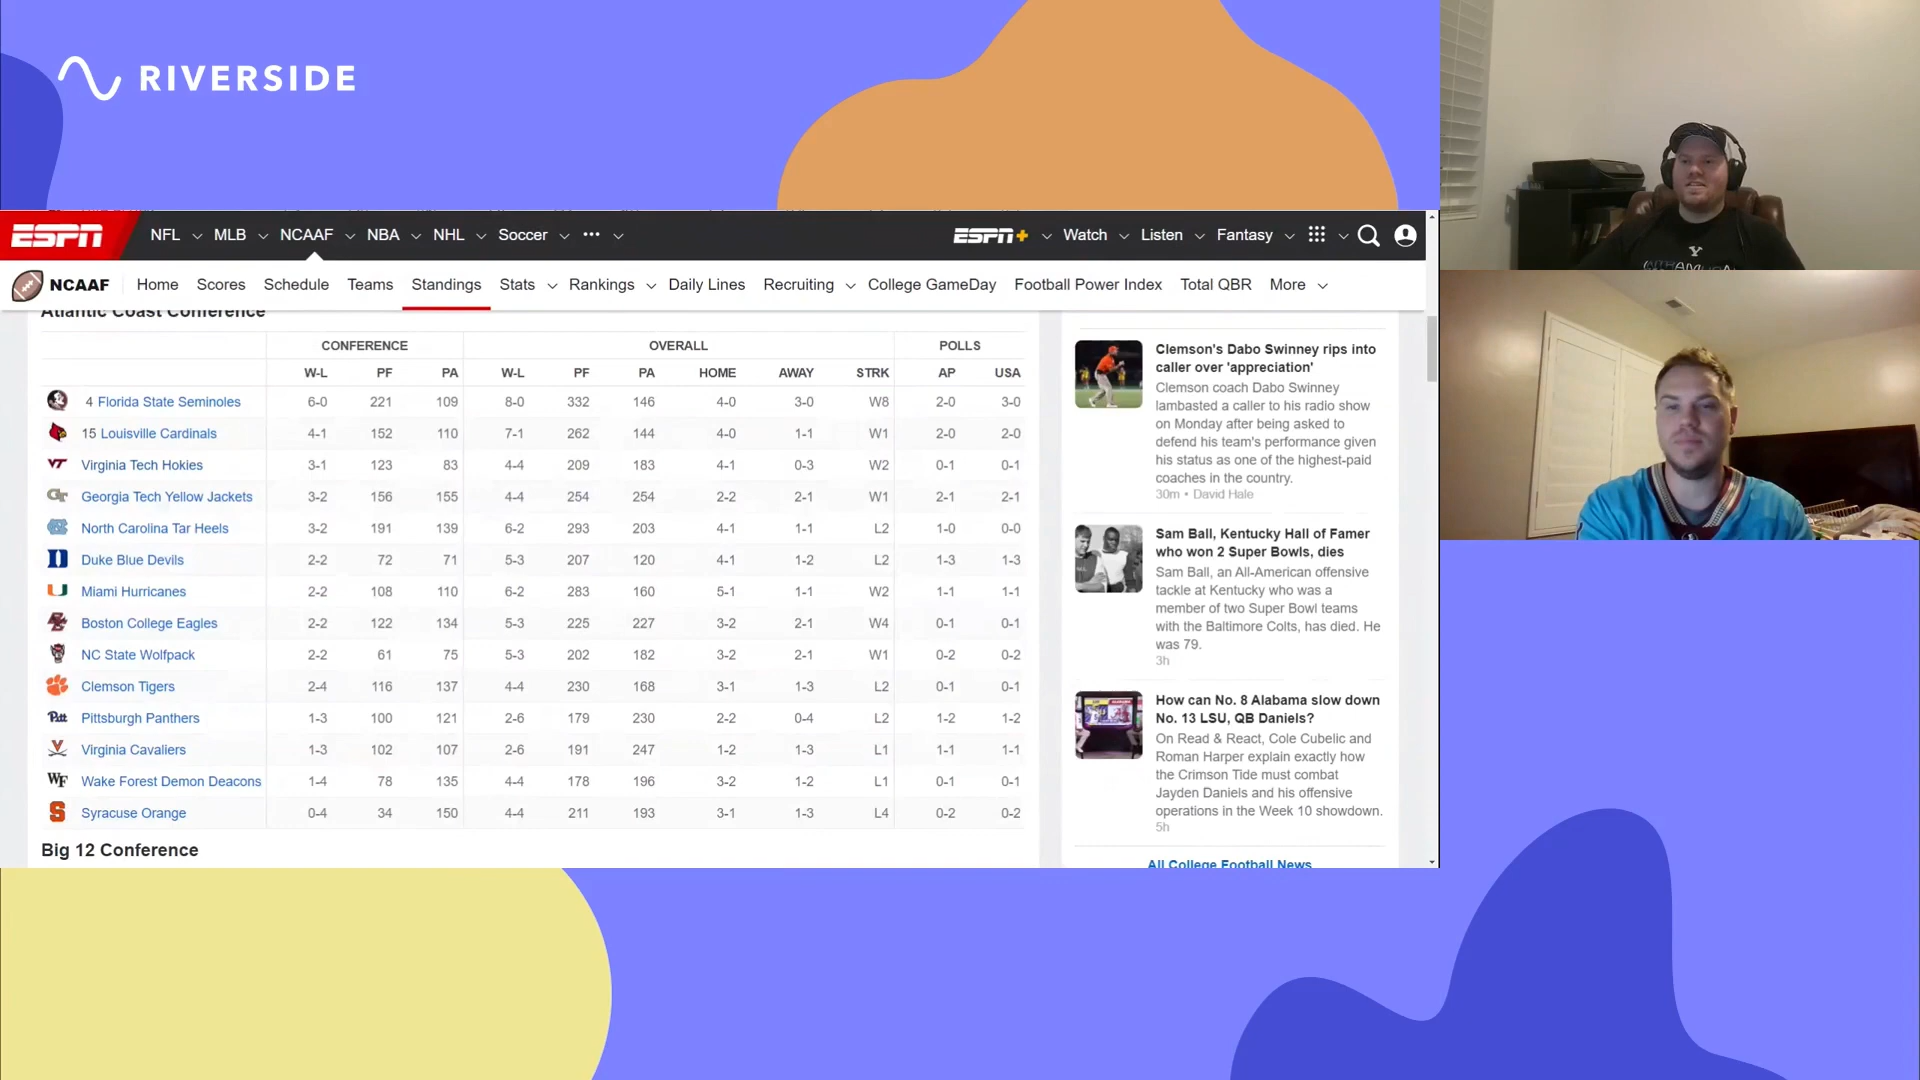 RIVERSIDE
ESPN NFL MLB NCAAF NBA NHL Soccer ••• ESPN+ Watch Listen Fantasy
NCAAF Home Scores Schedule Teams Standings Stats Rankings Daily Lines Recruiting College GameDay Football Power Index Total QBR More
Atlantic Coast Conference
CONFERENCE OVERALL POLLS
W-L PF PA W-L PF PA HOME AWAY STRK AP USA
4 Florida State Seminoles 6-0 221 109 8-0 332 146 4-0 3-0 W8 2-0 3-0
15 Louisville Cardinals 4-1 152 110 7-1 262 144 4-0 1-1 W1 2-0 2-0
VT Virginia Tech Hokies 3-1 123 83 4-4 209 183 4-1 0-3 W2 0-1 0-1
GT Georgia Tech Yellow Jackets 3-2 156 155 4-4 254 254 2-2 2-1 W1 2-1 2-1
NC North Carolina Tar Heels 3-2 191 139 6-2 293 203 4-1 1-1 L2 1-0 0-0
D Duke Blue Devils 2-2 72 71 5-3 207 120 4-1 1-2 L2 1-3 1-3
U Miami Hurricanes 2-2 108 110 6-2 283 160 5-1 1-1 W2 1-1 1-1
Boston College Eagles 2-2 122 134 5-3 225 227 3-2 2-1 W4 0-1 0-1
NC State Wolfpack 2-2 61 75 5-3 202 182 3-2 2-1 W1 0-2 0-2
Clemson Tigers 2-4 116 137 4-4 230 168 3-1 1-3 L2 0-1 0-1
Pitt Pittsburgh Panthers 1-3 100 121 2-6 179 230 2-2 0-4 L2 1-2 1-2
V Virginia Cavaliers 1-3 102 107 2-6 191 247 1-2 1-3 L1 1-1 1-1
WF Wake Forest Demon Deacons 1-4 78 135 4-4 178 196 3-2 1-2 L1 0-1 0-1
S Syracuse Orange 0-4 34 150 4-4 211 193 3-1 1-3 L4 0-2 0-2
Big 12 Conference
Clemson's Dabo Swinney rips into
caller over 'appreciation'
Clemson coach Dabo Swinney
lambasted a caller to his radio show
on Monday after being asked to
defend his team's performance given
his status as one of the highest-paid
coaches in the country.
30m • David Hale
Sam Ball, Kentucky Hall of Famer
who won 2 Super Bowls, dies
Sam Ball, an All-American offensive
tackle at Kentucky who was a
member of two Super Bowl teams
with the Baltimore Colts, has died. He
was 79.
3h
How can No. 8 Alabama slow down
No. 13 LSU, QB Daniels?
On Read & React, Cole Cubelic and
Roman Harper explain exactly how
the Crimson Tide must combat
Jayden Daniels and his offensive
operations in the Week 10 showdown.
5h
All College Football News
Y